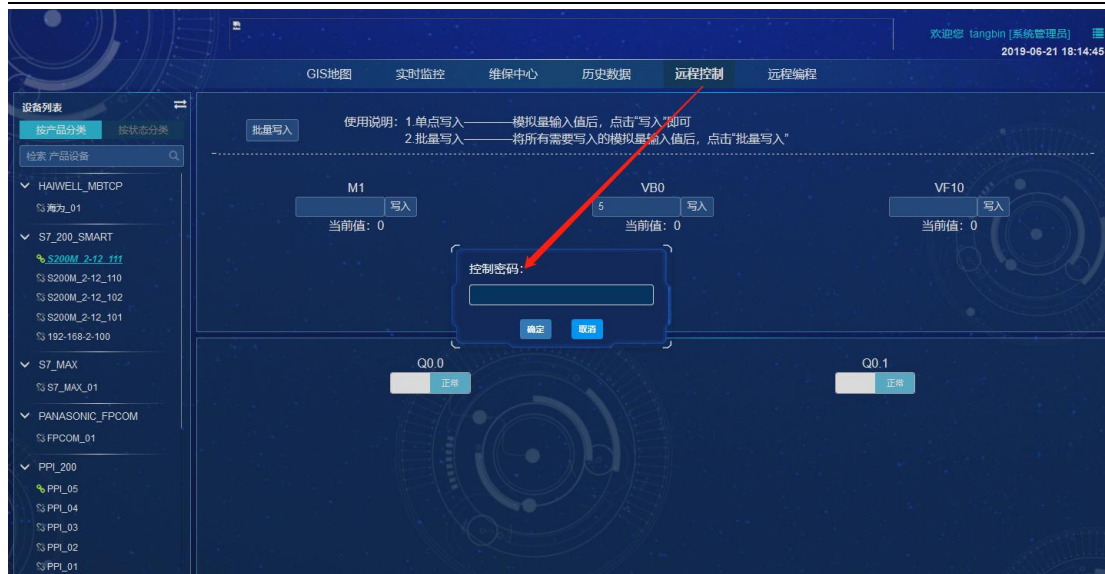 欢迎您 tangbin [系统管理员]
2019-06-21 18:14:45
GIS地图 实时监控 维保中心 历史数据 远程控制 远程编程
设备列表
按产品分类 按状态分类
检索 产品设备
HAIWELL_MBTCP
海为_01
S7_200_SMART
S200M_2-12_111
S200M_2-12_110
S200M_2-12_102
S200M_2-12_101
192-168-2-100
S7_MAX
S7_MAX_01
PANASONIC_FPCOM
FPCOM_01
PPI_200
PPI_05
PPI_04
PPI_03
PPI_02
PPI_01
批量写入
使用说明：1.单点写入————模拟量输入值后，点击“写入”即可
2.批量写入————将所有需要写入的模拟量输入值后，点击“批量写入”
M1 VB0 VF10
写入 5 写入 写入
当前值：0 当前值：0 当前值：0
控制密码：
确定 取消
Q0.0 Q0.1
正常 正常